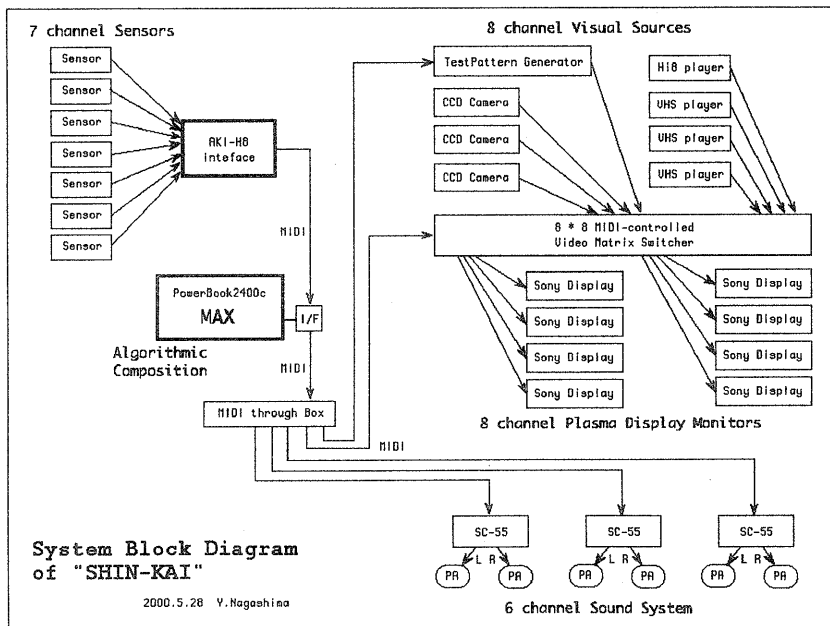 7 channel Sensors
Sensor
Sensor
Sensor
Sensor
Sensor
Sensor
Sensor
AKI-H8
inteface
MIDI
PowerBook2400c
MAX
I/F
Algorithmic
Composition
MIDI
MIDI through Box
MIDI
8 channel Visual Sources
TestPattern Generator
CCD Camera
CCD Camera
CCD Camera
Hi8 player
VHS player
VHS player
VHS player
8 * 8 MIDI-controlled
Video Matrix Switcher
Sony Display
Sony Display
Sony Display
Sony Display
Sony Display
Sony Display
Sony Display
Sony Display
8 channel Plasma Display Monitors
SC-55
SC-55
SC-55
L R
L R
L R
PA
PA
PA
PA
PA
PA
6 channel Sound System
System Block Diagram
of "SHIN-KAI"
2000.5.28 Y.Nagashima